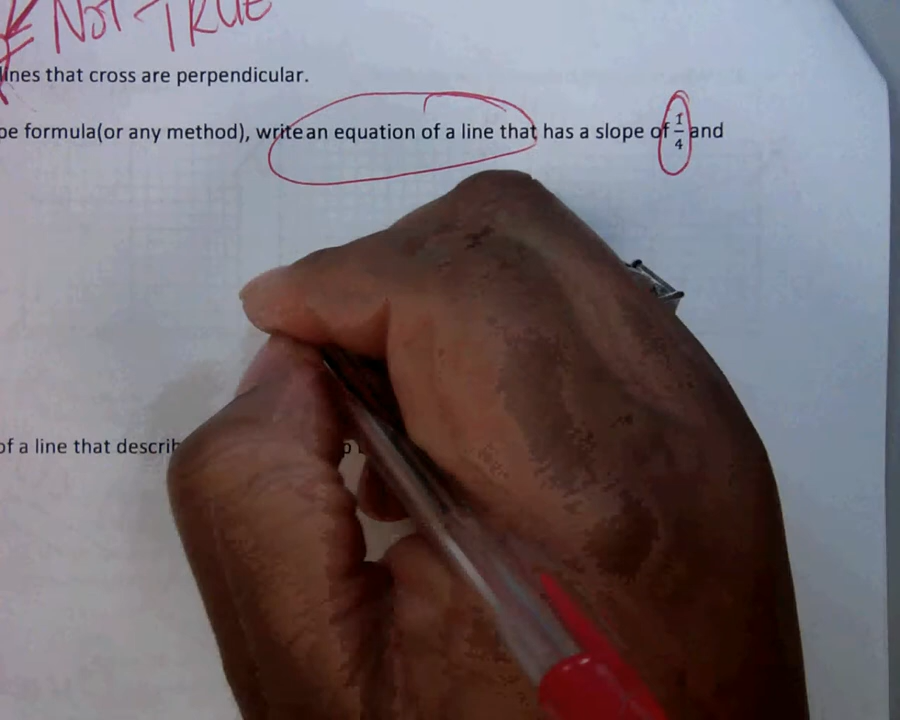 NOT TRUE
lines that cross are perpendicular.
pe formula(or any method), write an equation of a line that has a slope of 1/4 and
of a line that describ